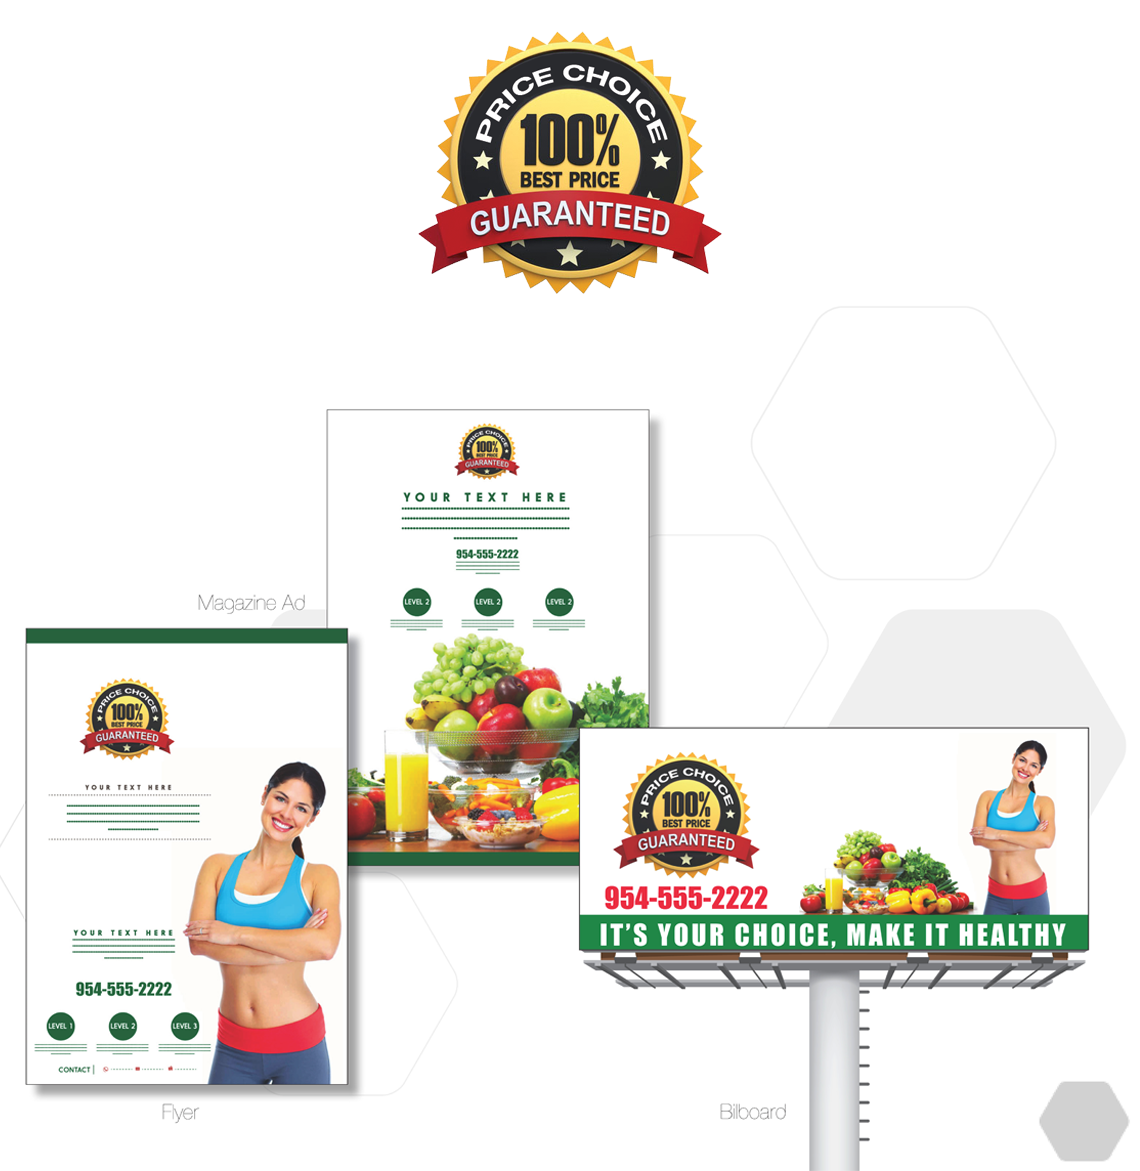 PRICE CHOICE
100%
BEST PRICE
GUARANTEED
PRICE CHOICE
100%
BEST PRICE
GUARANTEED
YOUR TEXT HERE
954-555-2222
LEVEL 2 LEVEL 2 LEVEL 2
Magazine Ad
PRICE CHOICE
100%
BEST PRICE
GUARANTEED
YOUR TEXT HERE
YOUR TEXT HERE
954-555-2222
LEVEL 1 LEVEL 2 LEVEL 3
CONTACT
Flyer
PRICE CHOICE
100%
BEST PRICE
GUARANTEED
954-555-2222
IT'S YOUR CHOICE, MAKE IT HEALTHY
Bilboard